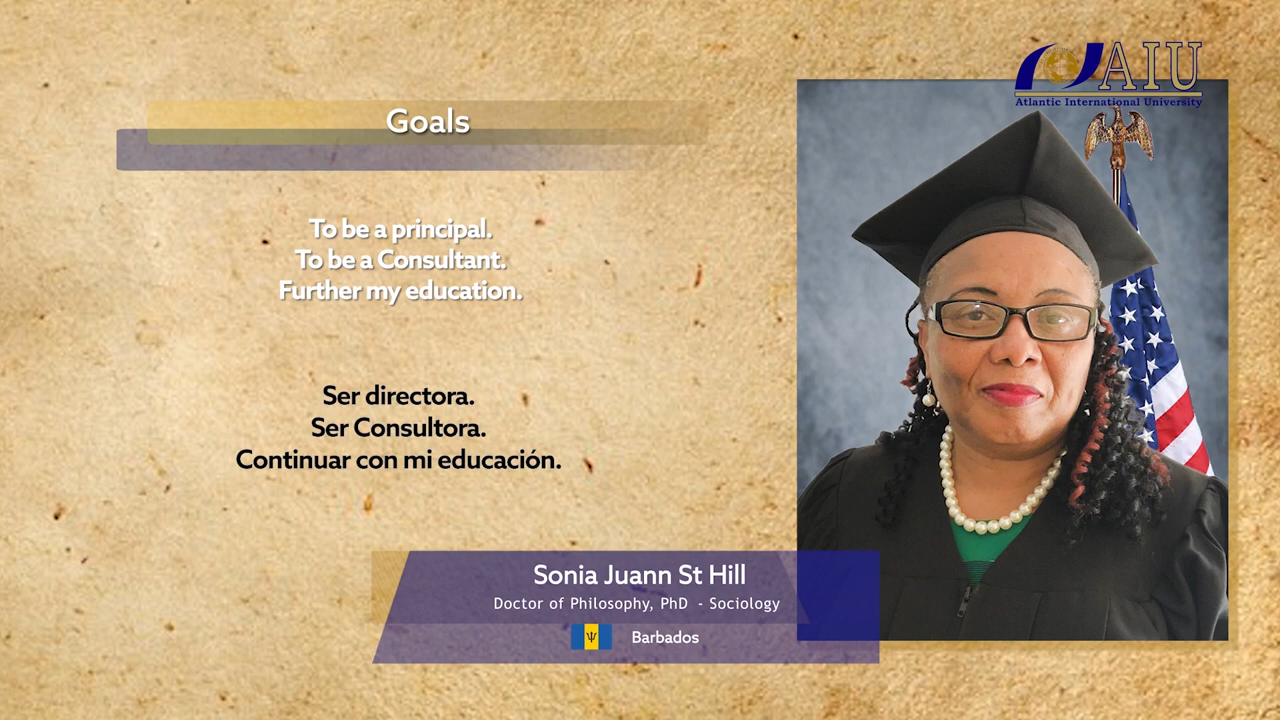 AIU
Atlantic International University
Goals
To be a principal.
To be a Consultant.
Further my education.
Ser directora.
Ser Consultora.
Continuar con mi educación.
Sonia Juann St Hill
Doctor of Philosophy, PhD - Sociology
Barbados